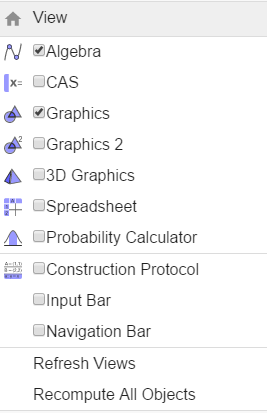 View
Algebra
x= CAS
Graphics
2 Graphics 2
3D Graphics
Spreadsheet
Probability Calculator
Construction Protocol
Input Bar
Navigation Bar
Refresh Views
Recompute All Objects